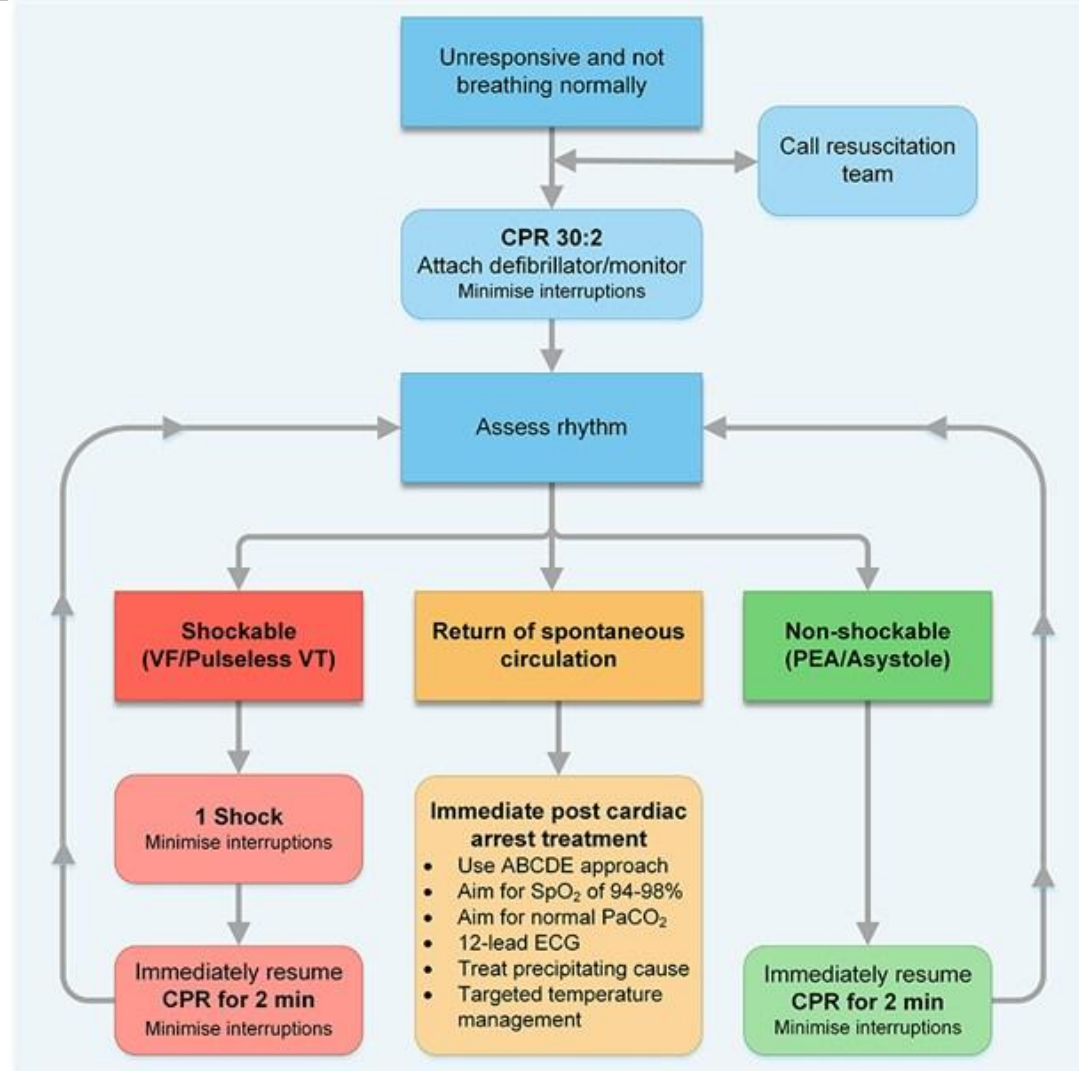 Unresponsive and not
breathing normally
Call resuscitation
team
CPR 30:2
Attach defibrillator/monitor
Minimise interruptions
Assess rhythm
Shockable
(VF/Pulseless VT)
Return of spontaneous
circulation
Non-shockable
(PEA/Asystole)
1 Shock
Minimise interruptions
Immediately resume
CPR for 2 min
Minimise interruptions
Immediate post cardiac
arrest treatment
• Use ABCDE approach
• Aim for SpO₂ of 94-98%
• Aim for normal PaCO₂
• 12-lead ECG
• Treat precipitating cause
• Targeted temperature
management
Immediately resume
CPR for 2 min
Minimise interruptions